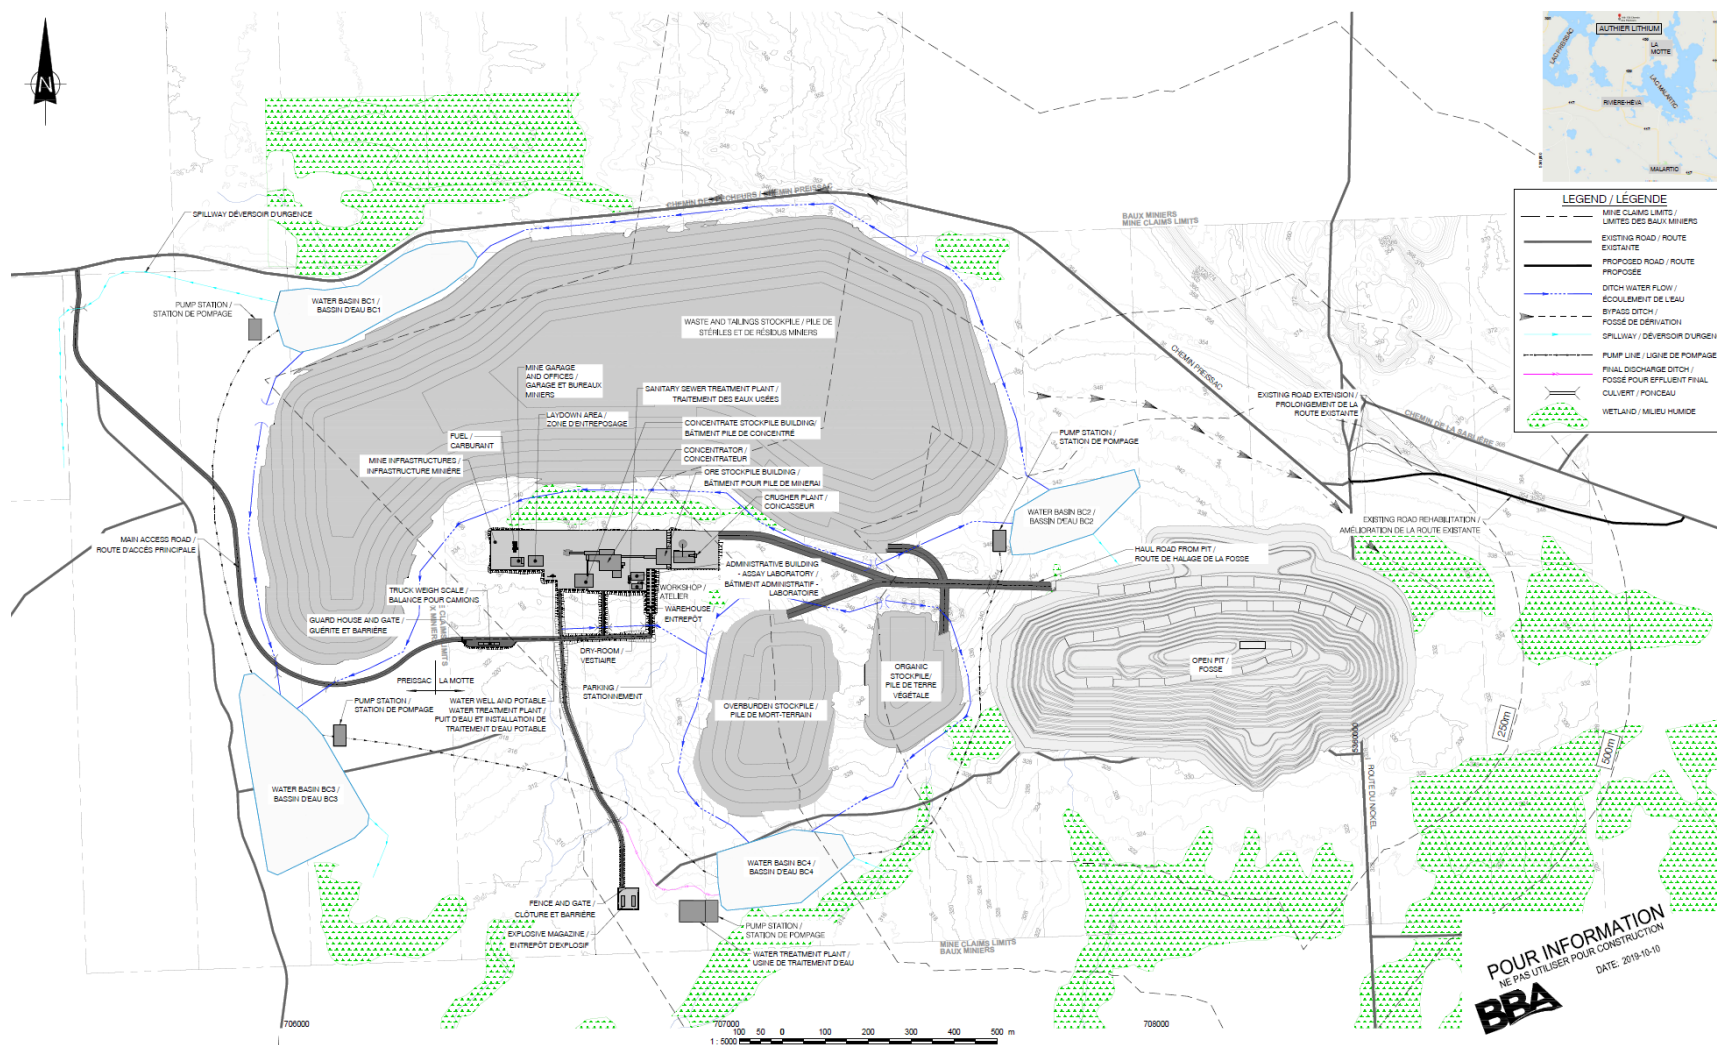 N
AUTHIER LITHIUM
LA
MOTTE
LAC PREISSAC
LAC MALARTIC
RIVIÈRE-HÉVA
MALARTIC
LEGEND / LÉGENDE
MINE CLAIMS LIMITS /
LIMITES DES BAUX MINIERS
EXISTING ROAD / ROUTE
EXISTANTE
PROPOSED ROAD / ROUTE
PROPOSÉE
DITCH WATER FLOW /
ÉCOULEMENT DE L'EAU
BYPASS DITCH /
FOSSÉ DE DÉRIVATION
SPILLWAY / DÉVERSOIR D'URGEN
PUMP LINE / LIGNE DE POMPAGE
FINAL DISCHARGE DITCH /
FOSSÉ POUR EFFLUENT FINAL
CULVERT / PONCEAU
WETLAND / MILIEU HUMIDE
SPILLWAY DÉVERSOIR D'URGENCE
CHEMIN PREISSAC
BAUX MINIERS
MINE CLAIMS LIMITS
PUMP STATION /
STATION DE POMPAGE
WATER BASIN BC1 /
BASSIN D'EAU BC1
WASTE AND TAILINGS STOCKPILE / PILE DE
STÉRILES ET DE RÉSIDUS MINIERS
CHEMIN PREISSAC
MINE GARAGE
AND OFFICES /
GARAGE ET BUREAUX
MINIERS
SANITARY SEWER TREATMENT PLANT /
TRAITEMENT DES EAUX USÉES
LAYDOWN AREA /
ZONE D'ENTREPOSAGE
CONCENTRATE STOCKPILE BUILDING/
BÂTIMENT PILE DE CONCENTRÉ
FUEL /
CARBURANT
CONCENTRATOR /
CONCENTRATEUR
MINE INFRASTRUCTURES /
INFRASTRUCTURE MINIÈRE
ORE STOCKPILE BUILDING /
BÂTIMENT POUR PILE DE MINERAI
CRUSHER PLANT /
CONCASSEUR
EXISTING ROAD EXTENSION /
PROLONGEMENT DE LA
ROUTE EXISTANTE
CHEMIN DE LA SABLIÈRE
PUMP STATION /
STATION DE POMPAGE
WATER BASIN BC2 /
BASSIN D'EAU BC2
EXISTING ROAD REHABILITATION /
AMÉLIORATION DE LA ROUTE EXISTANTE
MAIN ACCESS ROAD /
ROUTE D'ACCÈS PRINCIPALE
HAUL ROAD FROM PIT /
ROUTE DE HALAGE DE LA FOSSE
ADMINISTRATIVE BUILDING
- ASSAY LABORATORY /
BÂTIMENT ADMINISTRATIF -
LABORATOIRE
TRUCK WEIGH SCALE /
BALANCE POUR CAMIONS
WORKSHOP /
ATELIER
WAREHOUSE
ENTREPÔT
GUARD HOUSE AND GATE /
GUÉRITE ET BARRIÈRE
DRY-ROOM /
VESTIAIRE
PREISSAC
LA MOTTE
PARKING /
STATIONNEMENT
ORGANIC
STOCKPILE/
PILE DE TERRE
VÉGÉTALE
OPEN PIT /
FOSSE
OVERBURDEN STOCKPILE /
PILE DE MORT-TERRAIN
PUMP STATION /
STATION DE POMPAGE
WATER WELL AND POTABLE
WATER TREATMENT PLANT /
PUIT D'EAU ET INSTALLATION DE
TRAITEMENT D'EAU POTABLE
250m
500m
5360000
ROUTE DU NICKEL
WATER BASIN BC3 /
BASSIN D'EAU BC3
WATER BASIN BC4 /
BASSIN D'EAU BC4
FENCE AND GATE /
CLÔTURE ET BARRIÈRE
EXPLOSIVE MAGAZINE /
ENTREPÔT D'EXPLOSIF
PUMP STATION /
STATION DE POMPAGE
WATER TREATMENT PLANT /
USINE DE TRAITEMENT D'EAU
MINE CLAIMS LIMITS
BAUX MINIERS
POUR INFORMATION
NE PAS UTILISER POUR CONSTRUCTION
DATE: 2019-10-10
BBA
706000
707000
708000
100 50 0 100 200 300 400 500 m
1 : 5000